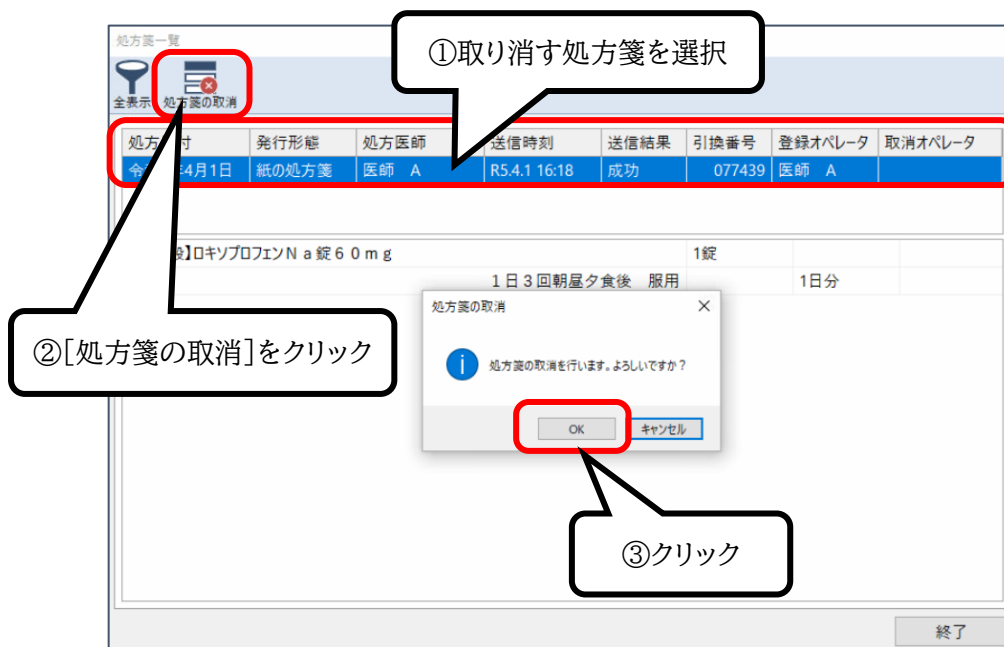 処方箋一覧
①取り消す処方箋を選択
全表示 処方箋の取消
処方 付 発行形態 処方医師 送信時刻 送信結果 引換番号 登録オペレータ 取消オペレータ
令 年4月1日 紙の処方箋 医師 A R5.4.1 16:18 成功 077439 医師 A
】ロキソプロフェンNa錠60mg 1錠
1日3回朝昼夕食後 服用 1日分
処方箋の取消
②[処方箋の取消]をクリック
処方箋の取消を行います。よろしいですか?
OK キャンセル
③クリック
終了